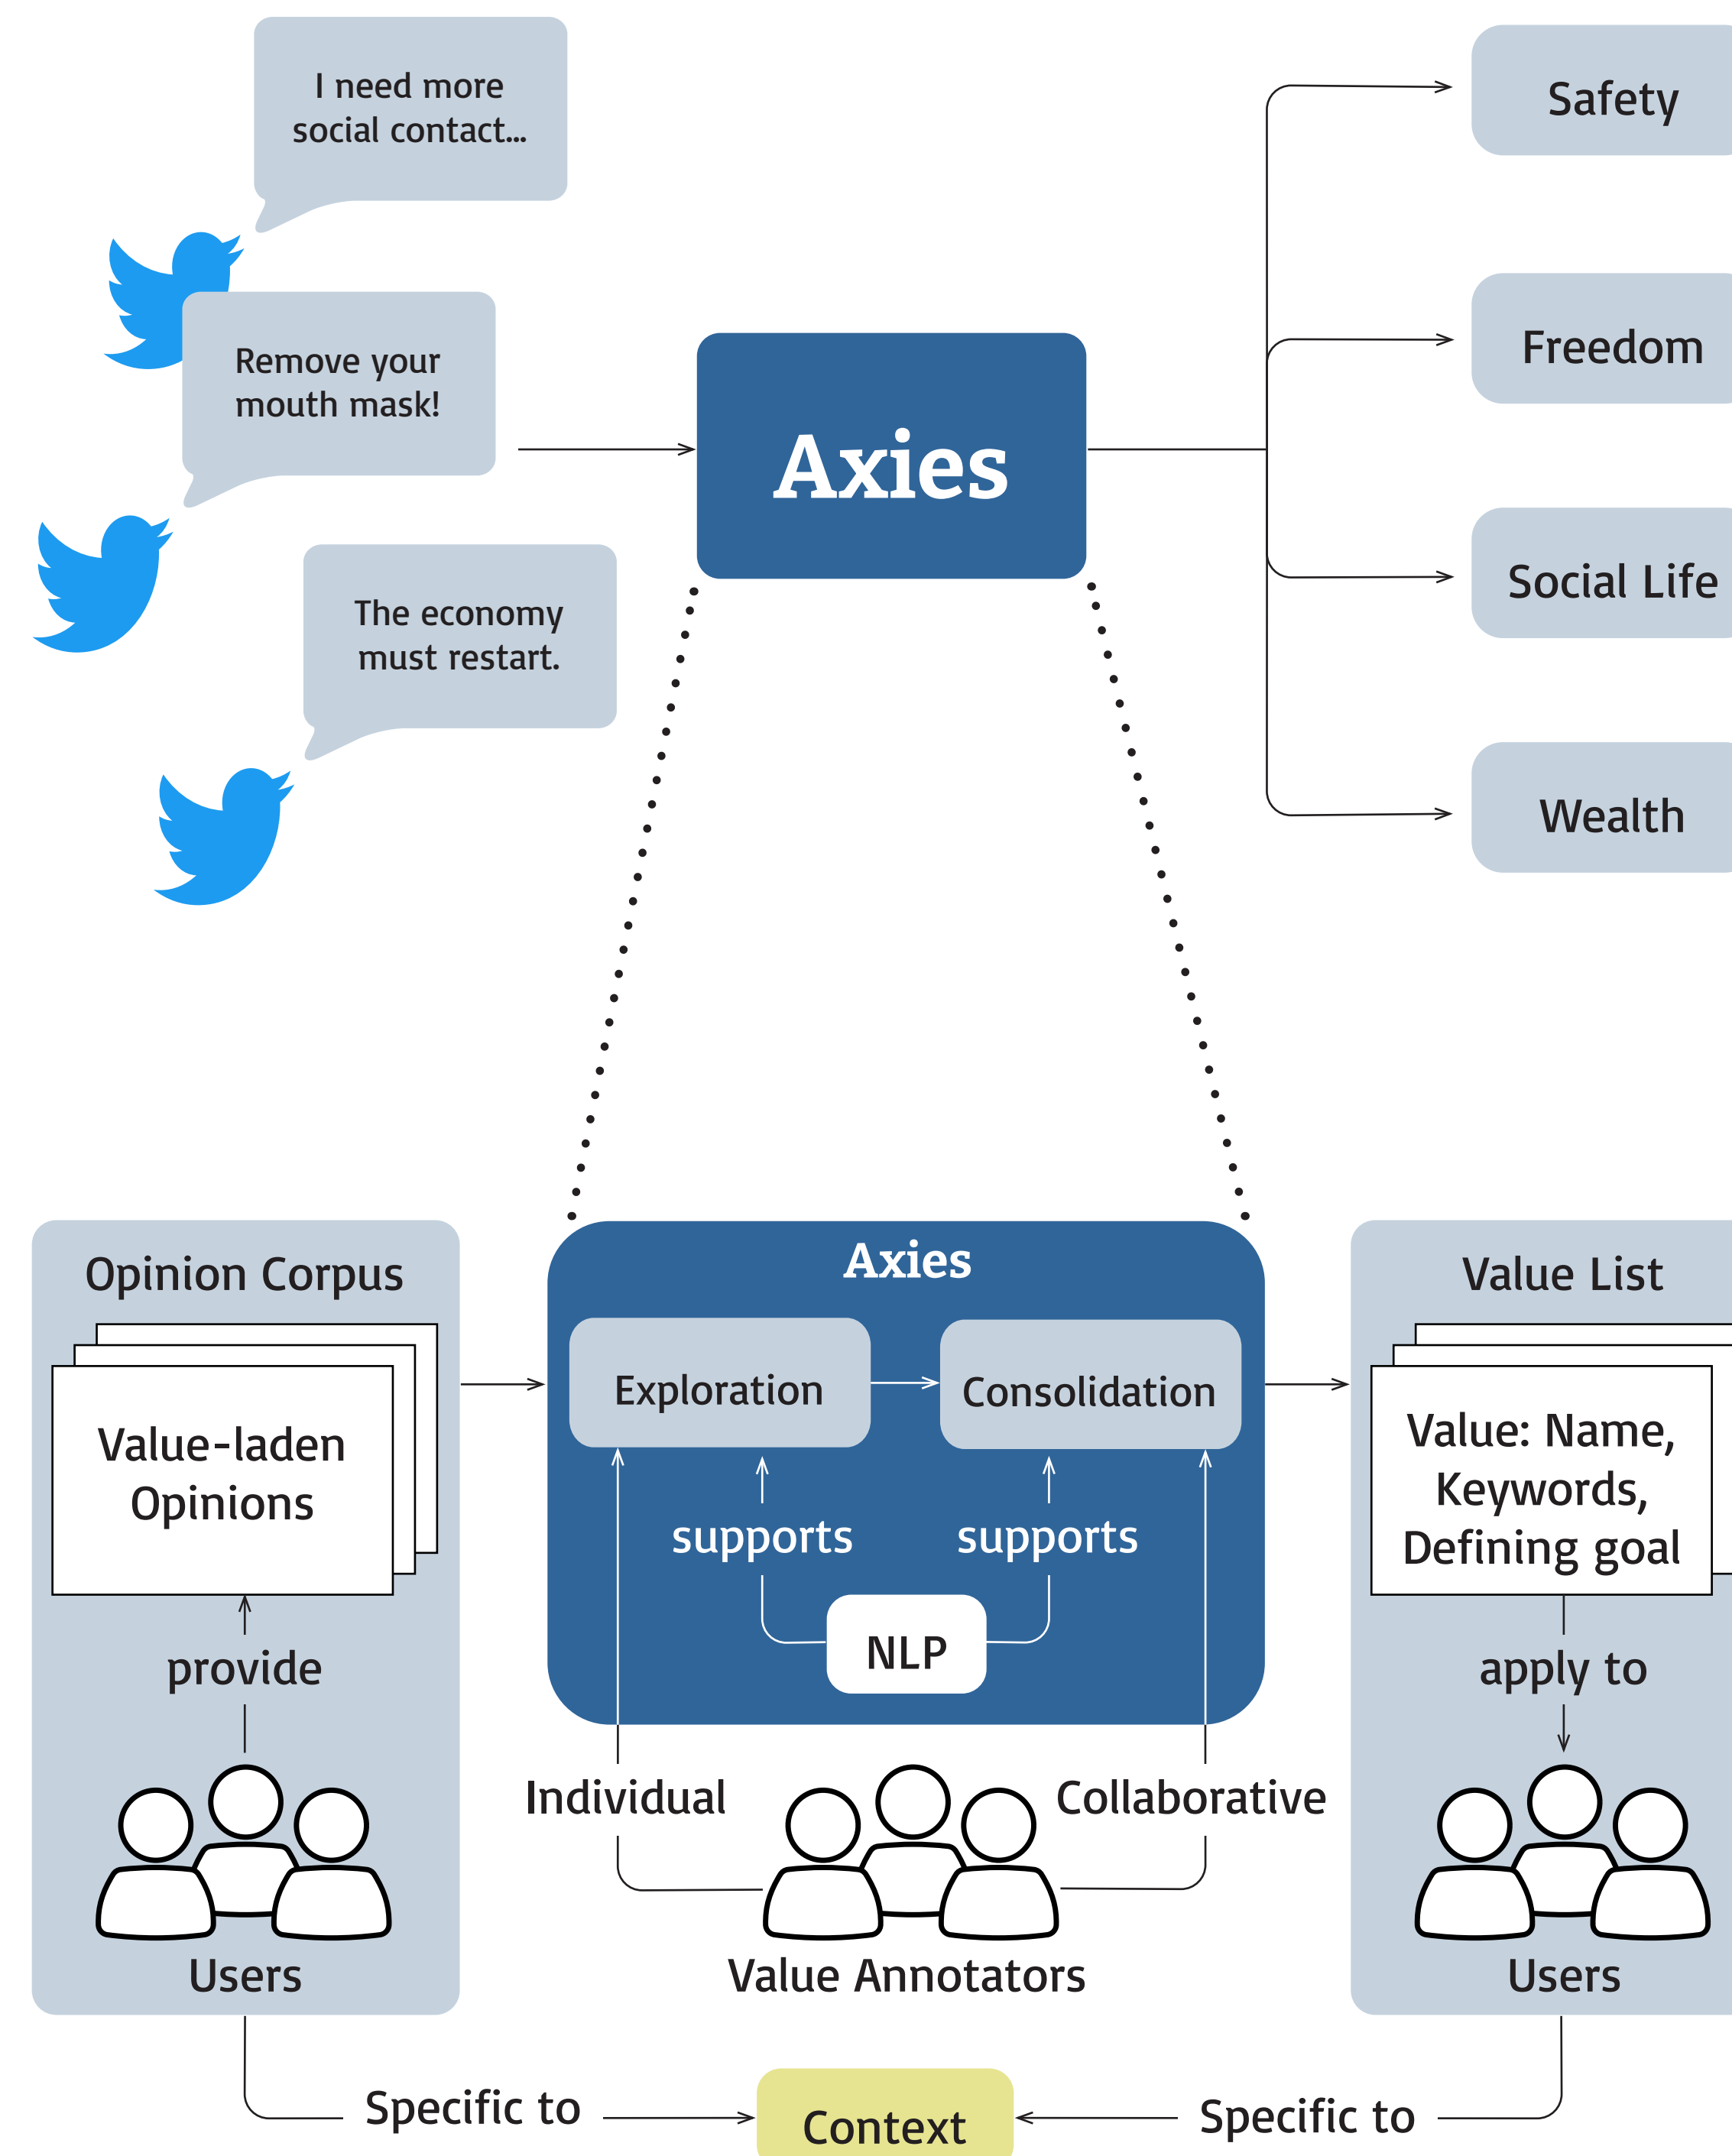 I need more
social contact...
Remove your
mouth mask!
The economy
must restart.
Axies
Safety
Freedom
Social Life
Wealth
Opinion Corpus
Value-laden
Opinions
provide
Users
Axies
Exploration
Consolidation
supports
supports
NLP
Individual
Collaborative
Value Annotators
Value List
Value: Name,
Keywords,
Defining goal
apply to
Users
Specific to
Context
Specific to